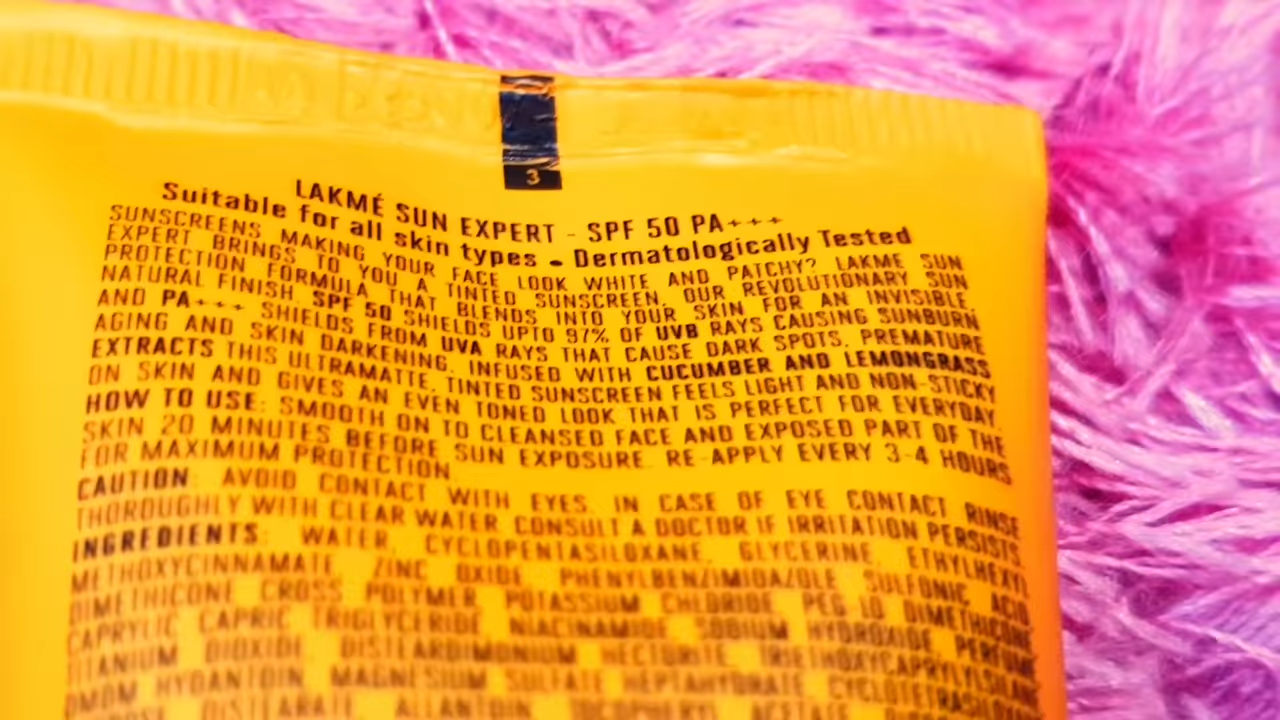 3
LAKMÉ SUN EXPERT - SPF 50 PA+++
Suitable for all skin types • Dermatologically Tested
SUNSCREENS MAKING YOUR FACE LOOK WHITE AND PATCHY? LAKME SUN
EXPERT BRINGS TO YOU A TINTED SUNSCREEN. OUR REVOLUTIONARY SUN
PROTECTION FORMULA THAT BLENDS INTO YOUR SKIN FOR AN INVISIBLE,
NATURAL FINISH. SPF 50 SHIELDS UPTO 97% OF UVB RAYS CAUSING SUNBURN
AND PA+++ SHIELDS FROM UVA RAYS THAT CAUSE DARK SPOTS, PREMATURE
AGING AND SKIN DARKENING. INFUSED WITH CUCUMBER AND LEMONGRASS
EXTRACTS THIS ULTRAMATTE, TINTED SUNSCREEN FEELS LIGHT AND NON-STICKY
ON SKIN AND GIVES AN EVEN TONED LOOK THAT IS PERFECT FOR EVERYDAY.
HOW TO USE: SMOOTH ON TO CLEANSED FACE AND EXPOSED PART OF THE
SKIN 20 MINUTES BEFORE SUN EXPOSURE. RE-APPLY EVERY 3-4 HOURS
FOR MAXIMUM PROTECTION.
CAUTION: AVOID CONTACT WITH EYES. IN CASE OF EYE CONTACT RINSE
THOROUGHLY WITH CLEAR WATER. CONSULT A DOCTOR IF IRRITATION PERSISTS.
INGREDIENTS: WATER, CYCLOPENTASILOXANE, GLYCERINE, ETHYLHEXYL
METHOXYCINNAMATE, ZINC OXIDE, PHENYLBENZIMIDAZOLE SULFONIC ACID
DIMETHICONE CROSS POLYMER, POTASSIUM CHLORIDE, PEG-10 DIMETHICONE
CAPRYLIC CAPRIC TRIGLYCERIDE, NIACINAMIDE, SODIUM HYDROXIDE, PERFUME
TITANIUM DIOXIDE, DISTEARDIMONIUM HECTORITE, TRIETHOXYCAPRYLYLSILANE
DMDM HYDANTOIN, MAGNESIUM SULFATE HEPTAHYDRATE, CYCLOTETRASILOXANE
DISTEARATE, ALLANTOIN, TOCOPHERYL ACETATE